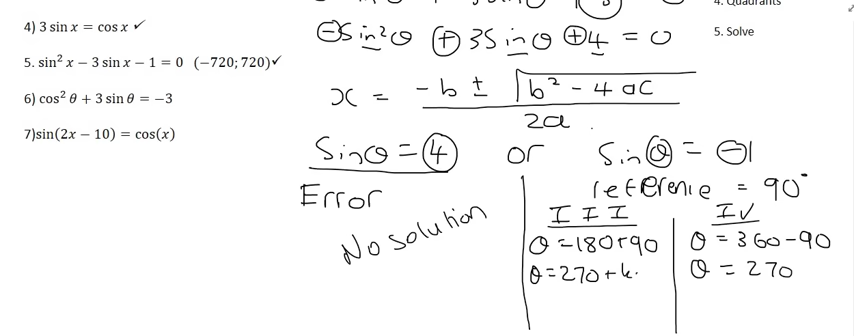 4. Quadrants
5. Solve
4) 3 sin x = cos x ✓
5. sin² x − 3 sin x − 1 = 0 (−720; 720) ✓
6) cos² θ + 3 sin θ = −3
7) sin(2x − 10) = cos(x)
−sin²θ + 3sinθ + 4 = 0
x = −b ± √b² − 4ac / 2a
Sinθ = 4 or sinθ = −1
Error
No solution
reference = 90°
III
θ = 180+90
θ = 270 + k.
IV
θ = 360−90
θ = 270